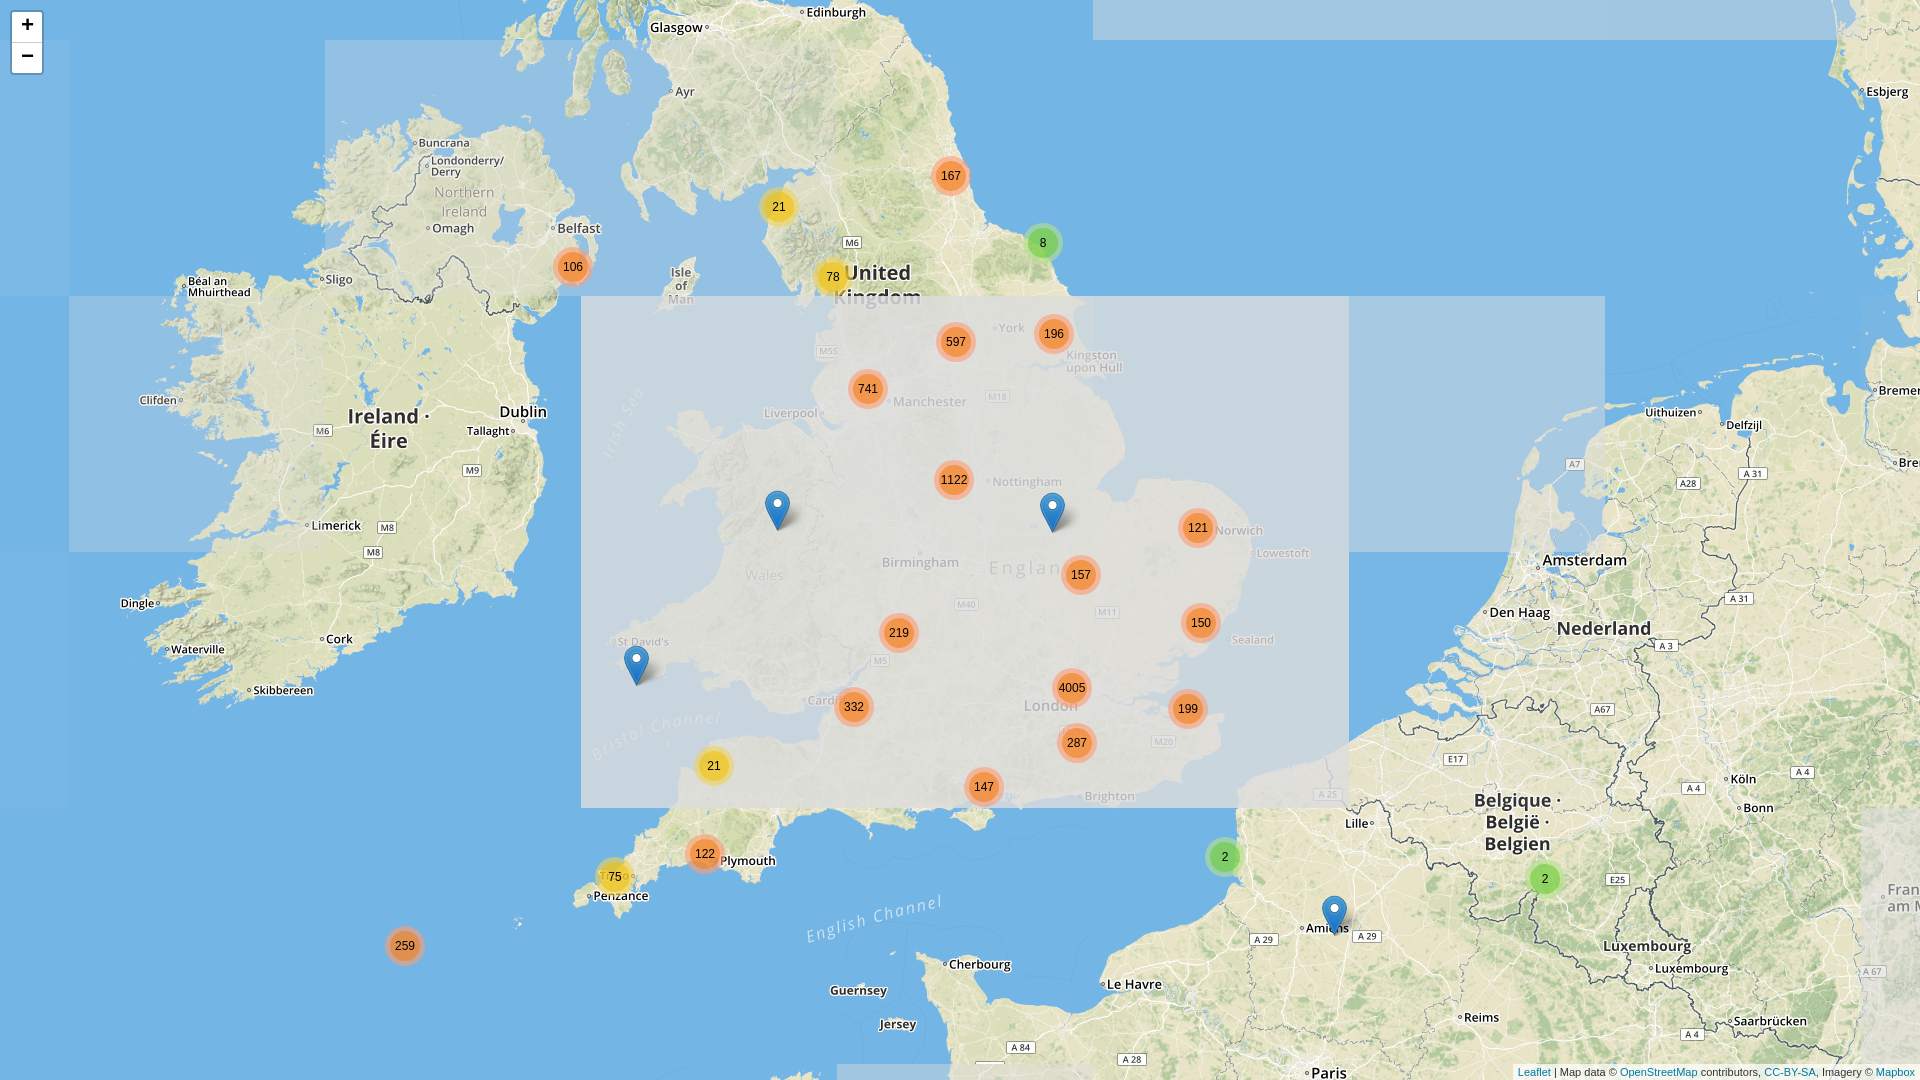 +
−
Glasgow
Edinburgh
Ayr
Esbjerg
Buncrana
Londonderry/
Derry
Northern
Ireland
Omagh
Belfast
167
21
8
M6
106
78
United
Kingdom
Isle
of
Man
Sligo
Béal an
Mhuirthead
597
York
196
M55
Kingston
upon Hull
741
Manchester
M18
Liverpool
Irish Sea
Clifden
Ireland ·
Éire
Dublin
Tallaght
M6
M9
Uithuizen
Delfzijl
Bremer
Bre
A7
A 31
A28
1122
Nottingham
Limerick
M8
M8
121
Norwich
Lowestoft
Birmingham
Englan
Wales
157
Amsterdam
M40
M11
A 31
Dingle
Den Haag
Nederland
Cork
Waterville
St David's
219
150
Sealand
A 3
M5
Skibbereen
4005
London
Cardi
332
199
A67
Bristol Channel
287
M20
E17
21
147
Brighton
A 25
A 4
A 4
Köln
Bonn
Belgique ·
België ·
Belgien
Lille
122
Plymouth
2
75
Penzance
2
E25
Fran
am M
English Channel
Amiens
A 29
A 29
259
Luxembourg
Luxembourg
Cherbourg
A 67
Guernsey
Le Havre
Jersey
Reims
Saarbrücken
A 84
A 28
A 4
Paris
Leaflet | Map data © OpenStreetMap contributors, CC-BY-SA, Imagery © Mapbox